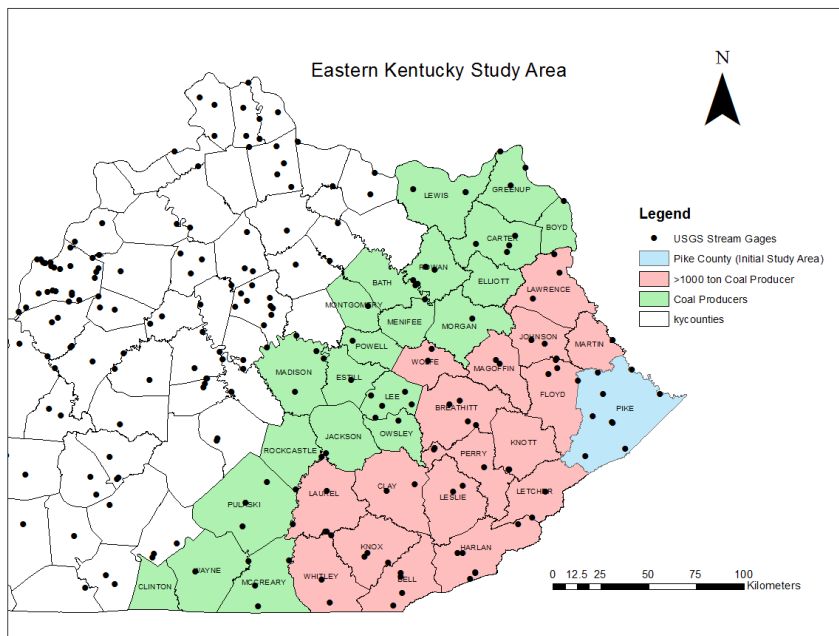 N
Eastern Kentucky Study Area
Legend
USGS Stream Gages
Pike County (Initial Study Area)
>1000 ton Coal Producer
Coal Producers
kycounties
LEWIS
GREENUP
CARTER
BOYD
ROWAN
BATH
ELLIOTT
LAWRENCE
MONTGOMERY
MENIFEE
MORGAN
POWELL
JOHNSON
MARTIN
WOLFE
MAGOFFIN
MADISON
ESTILL
LEE
FLOYD
BREATHITT
PIKE
OWSLEY
JACKSON
KNOTT
ROCKCASTLE
PERRY
CLAY
LAUREL
LESLIE
LETCHER
PULASKI
KNOX
HARLAN
WAYNE
WHITLEY
BELL
MCCREARY
CLINTON
0 12.5 25 50 75 100
Kilometers